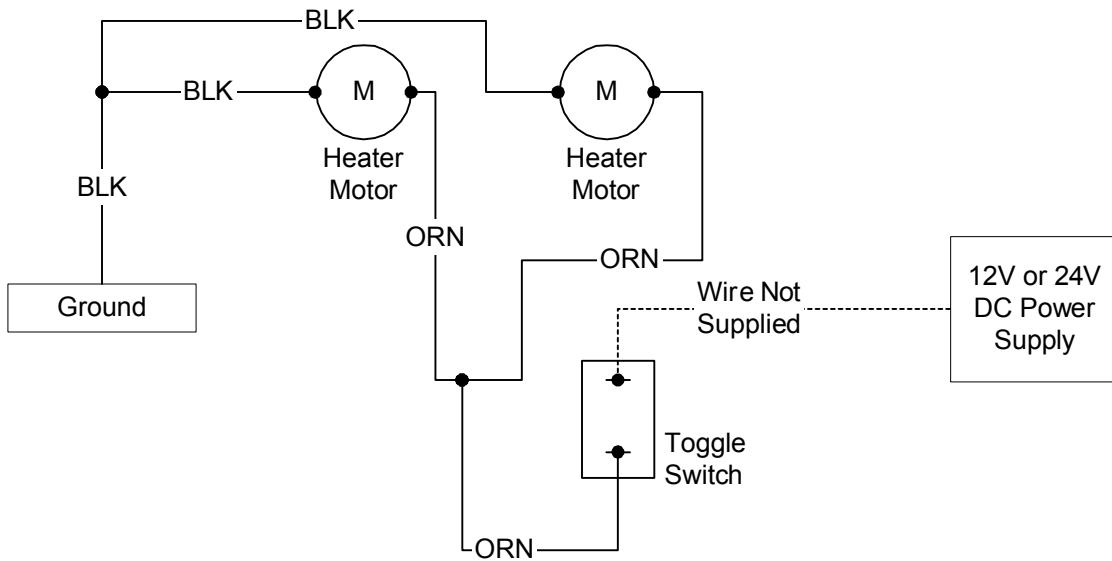 BLK
BLK
M
M
Heater
Motor
Heater
Motor
BLK
ORN
ORN
Ground
Wire Not
Supplied
12V or 24V
DC Power
Supply
Toggle
Switch
ORN